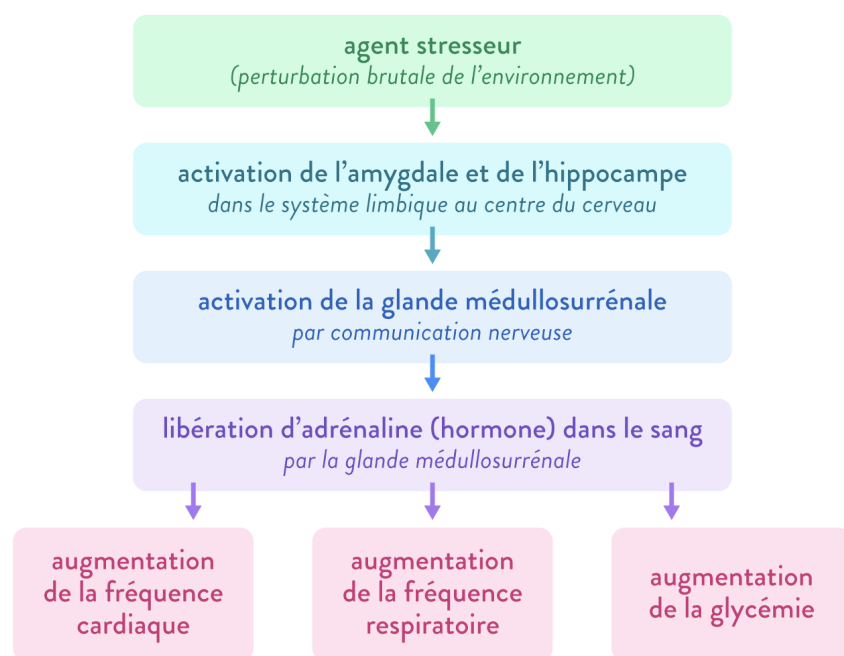 agent stresseur
(perturbation brutale de l'environnement)
activation de l'amygdale et de l'hippocampe
dans le système limbique au centre du cerveau
activation de la glande médullosurrénale
par communication nerveuse
libération d'adrénaline (hormone) dans le sang
par la glande médullosurrénale
augmentation
de la fréquence
cardiaque
augmentation
de la fréquence
respiratoire
augmentation
de la glycémie